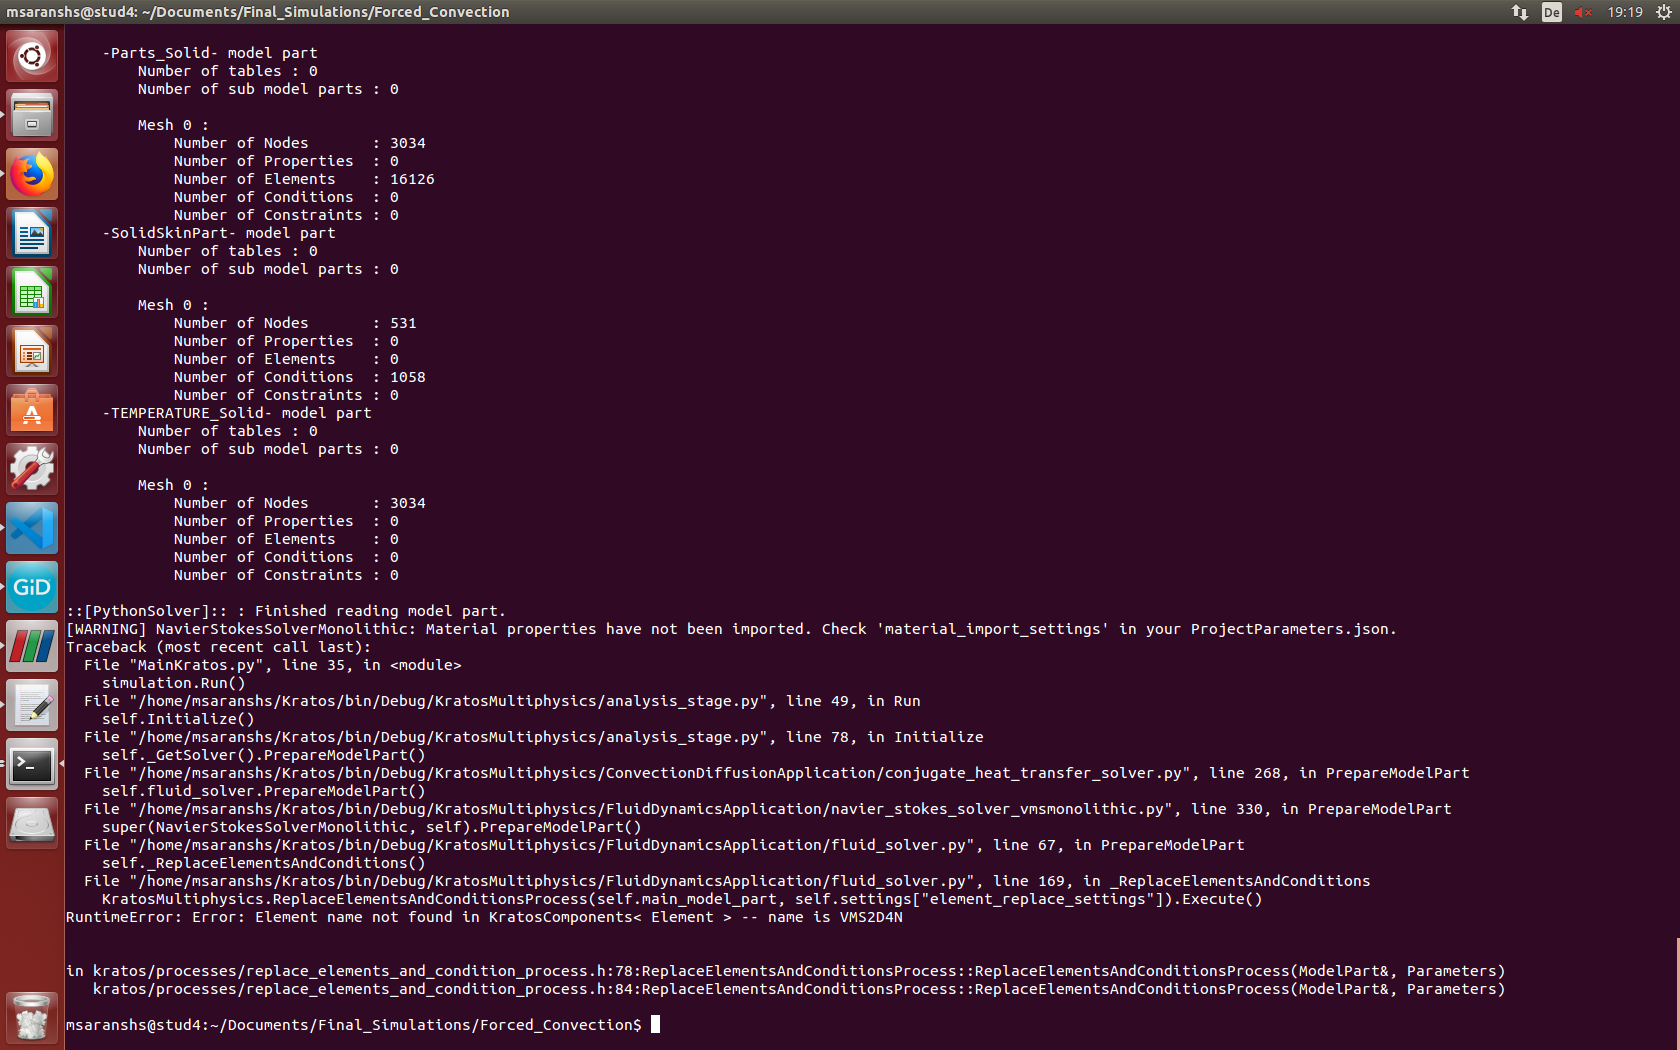 msaranshs@stud4: ~/Documents/Final_Simulations/Forced_Convection
De
19:19
-Parts_Solid- model part
Number of tables : 0
Number of sub model parts : 0
Mesh 0 :
Number of Nodes : 3034
Number of Properties : 0
Number of Elements : 16126
Number of Conditions : 0
Number of Constraints : 0
-SolidSkinPart- model part
Number of tables : 0
Number of sub model parts : 0
Mesh 0 :
Number of Nodes : 531
Number of Properties : 0
Number of Elements : 0
Number of Conditions : 1058
Number of Constraints : 0
-TEMPERATURE_Solid- model part
Number of tables : 0
Number of sub model parts : 0
Mesh 0 :
Number of Nodes : 3034
Number of Properties : 0
Number of Elements : 0
Number of Conditions : 0
Number of Constraints : 0
GiD
::[PythonSolver]:: : Finished reading model part.
[WARNING] NavierStokesSolverMonolithic: Material properties have not been imported. Check 'material_import_settings' in your ProjectParameters.json.
Traceback (most recent call last):
File "MainKratos.py", line 35, in <module>
simulation.Run()
File "/home/msaranshs/Kratos/bin/Debug/KratosMultiphysics/analysis_stage.py", line 49, in Run
self.Initialize()
File "/home/msaranshs/Kratos/bin/Debug/KratosMultiphysics/analysis_stage.py", line 78, in Initialize
self._GetSolver().PrepareModelPart()
File "/home/msaranshs/Kratos/bin/Debug/KratosMultiphysics/ConvectionDiffusionApplication/conjugate_heat_transfer_solver.py", line 268, in PrepareModelPart
self.fluid_solver.PrepareModelPart()
File "/home/msaranshs/Kratos/bin/Debug/KratosMultiphysics/FluidDynamicsApplication/navier_stokes_solver_vmsmonolithic.py", line 330, in PrepareModelPart
super(NavierStokesSolverMonolithic, self).PrepareModelPart()
File "/home/msaranshs/Kratos/bin/Debug/KratosMultiphysics/FluidDynamicsApplication/fluid_solver.py", line 67, in PrepareModelPart
self._ReplaceElementsAndConditions()
File "/home/msaranshs/Kratos/bin/Debug/KratosMultiphysics/FluidDynamicsApplication/fluid_solver.py", line 169, in _ReplaceElementsAndConditions
KratosMultiphysics.ReplaceElementsAndConditionsProcess(self.main_model_part, self.settings["element_replace_settings"]).Execute()
RuntimeError: Error: Element name not found in KratosComponents< Element > -- name is VMS2D4N
in kratos/processes/replace_elements_and_condition_process.h:78:ReplaceElementsAndConditionsProcess::ReplaceElementsAndConditionsProcess(ModelPart&, Parameters)
kratos/processes/replace_elements_and_condition_process.h:84:ReplaceElementsAndConditionsProcess::ReplaceElementsAndConditionsProcess(ModelPart&, Parameters)
msaranshs@stud4:~/Documents/Final_Simulations/Forced_Convection$